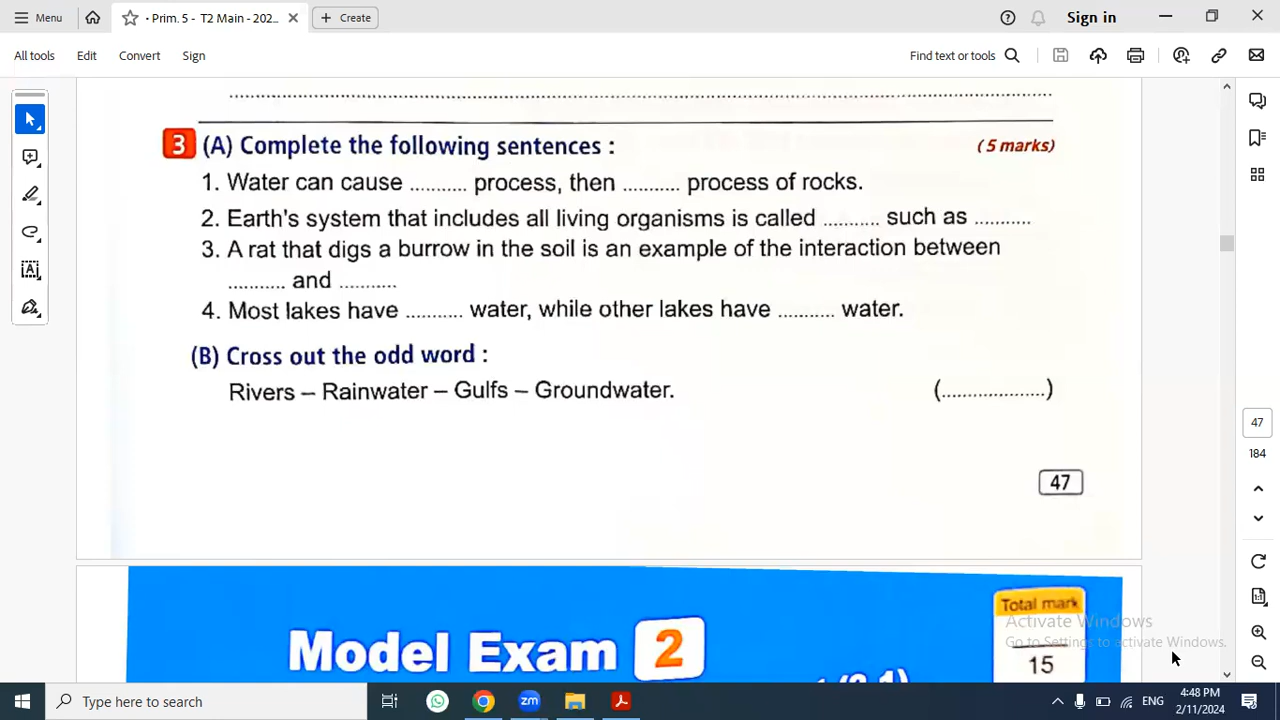 Menu
• Prim. 5 - T2 Main - 202...
Create
Sign in
All tools
Edit
Convert
Sign
Find text or tools
3 (A) Complete the following sentences : (5 marks)
1. Water can cause .......... process, then .......... process of rocks.
2. Earth's system that includes all living organisms is called .......... such as ..........
3. A rat that digs a burrow in the soil is an example of the interaction between
.......... and ..........
4. Most lakes have .......... water, while other lakes have .......... water.
(B) Cross out the odd word :
Rivers – Rainwater – Gulfs – Groundwater. (....................)
47
47
184
Model Exam 2
Total mark
15
Activate Windows
Go to Settings to activate Windows.
Type here to search
zm
ENG
4:48 PM
2/11/2024